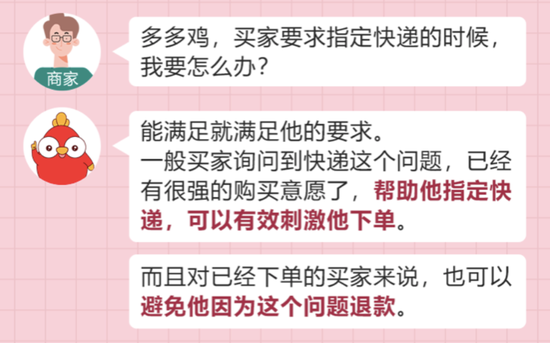 多多鸡，买家要求指定快递的时候，
我要怎么办？
商家
能满足就满足他的要求。
一般买家询问到快递这个问题，已经
有很强的购买意愿了，帮助他指定快
递，可以有效刺激他下单。
而且对已经下单的买家来说，也可以
避免他因为这个问题退款。